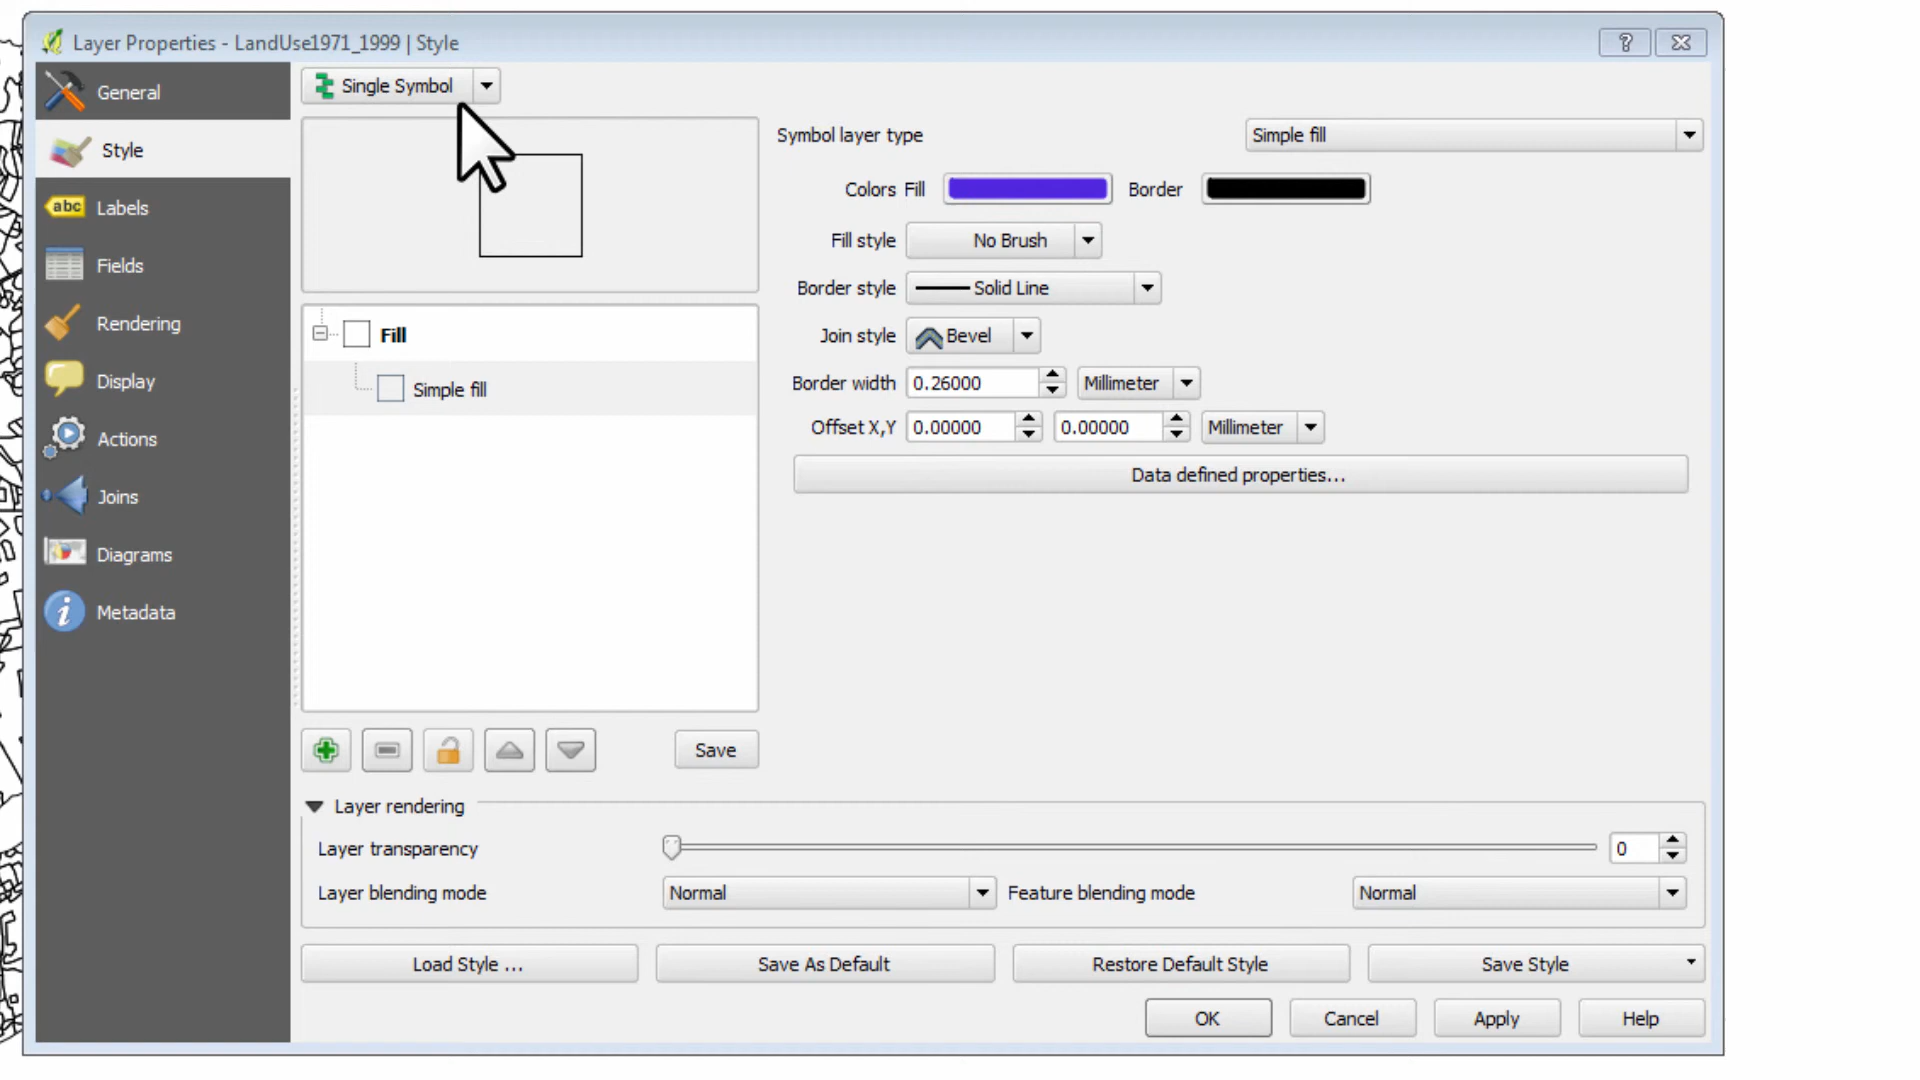 Layer Properties - LandUse1971_1999 | Style
General
Style
Labels
Fields
Rendering
Display
Actions
Joins
Diagrams
Metadata
abc
Single Symbol
Fill
Simple fill
Save
Symbol layer type Simple fill
Colors Fill Border
Fill style No Brush
Border style Solid Line
Join style Bevel
Border width 0.26000 Millimeter
Offset X,Y 0.00000 0.00000 Millimeter
Data defined properties...
Layer rendering
Layer transparency 0
Layer blending mode Normal Feature blending mode Normal
Load Style ... Save As Default Restore Default Style Save Style
OK Cancel Apply Help